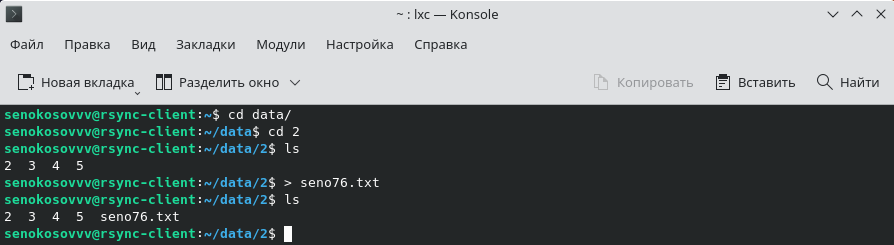 ~ : lxc — Konsole
Файл Правка Вид Закладки Модули Настройка Справка
Новая вкладка Разделить окно Копировать Вставить Найти
senokosovvv@rsync-client:~$ cd data/
senokosovvv@rsync-client:~/data$ cd 2
senokosovvv@rsync-client:~/data/2$ ls
2  3  4  5
senokosovvv@rsync-client:~/data/2$ > seno76.txt
senokosovvv@rsync-client:~/data/2$ ls
2  3  4  5  seno76.txt
senokosovvv@rsync-client:~/data/2$